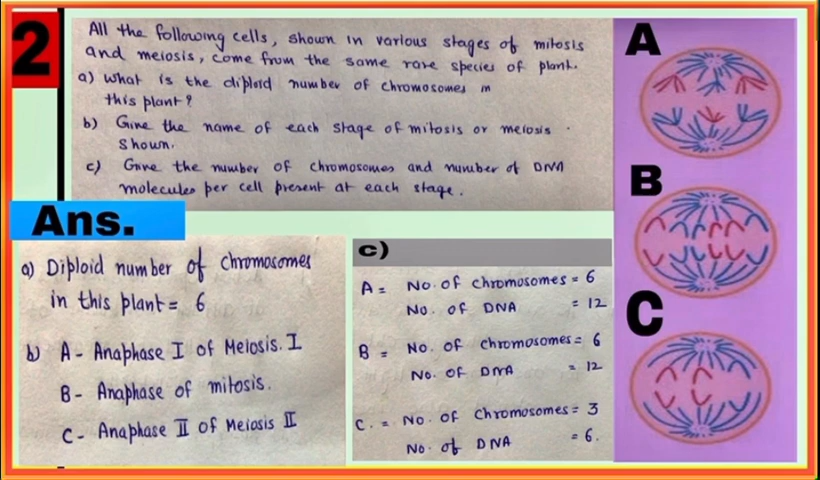 2
All the following cells, shown in various stages of mitosis
and meiosis, come from the same rare species of plant.
a) What is the diploid number of chromosomes in
this plant?
b) Give the name of each stage of mitosis or meiosis
shown.
c) Give the number of chromosomes and number of DNA
molecules per cell present at each stage.
Ans.
a) Diploid number of chromosomes
in this plant = 6
b) A - Anaphase I of Meiosis. I
B - Anaphase of mitosis.
C - Anaphase II of Meiosis II
c)
A = No. of chromosomes = 6
No. of DNA = 12
B = No. of chromosomes = 6
No. of DNA = 12
C. = No. of Chromosomes = 3
No. of DNA = 6.
A
B
C